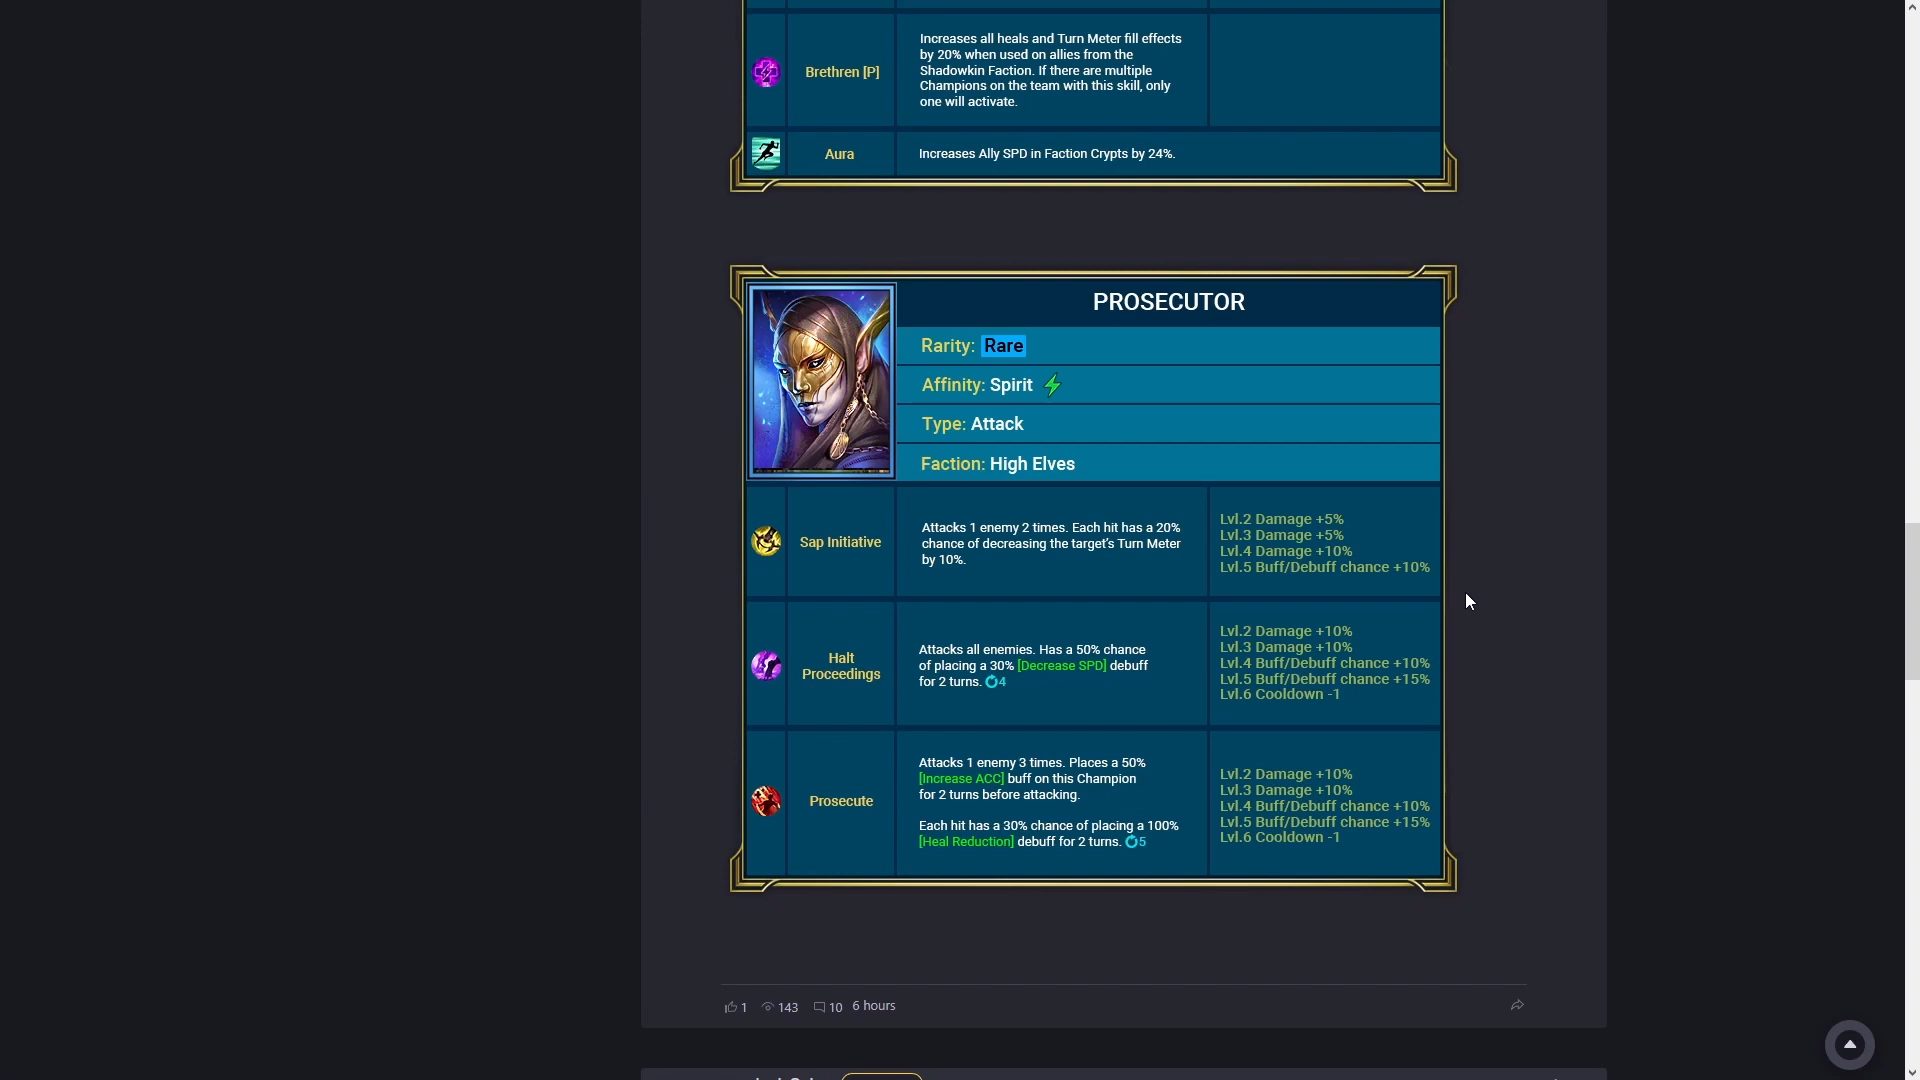 Brethren [P]
Increases all heals and Turn Meter fill effects
by 20% when used on allies from the
Shadowkin Faction. If there are multiple
Champions on the team with this skill, only
one will activate.
Aura
Increases Ally SPD in Faction Crypts by 24%.
PROSECUTOR
Rarity: Rare
Affinity: Spirit
Type: Attack
Faction: High Elves
Sap Initiative
Attacks 1 enemy 2 times. Each hit has a 20%
chance of decreasing the target's Turn Meter
by 10%.
Lvl.2 Damage +5%
Lvl.3 Damage +5%
Lvl.4 Damage +10%
Lvl.5 Buff/Debuff chance +10%
Halt
Proceedings
Attacks all enemies. Has a 50% chance
of placing a 30% [Decrease SPD] debuff
for 2 turns. 4
Lvl.2 Damage +10%
Lvl.3 Damage +10%
Lvl.4 Buff/Debuff chance +10%
Lvl.5 Buff/Debuff chance +15%
Lvl.6 Cooldown -1
Prosecute
Attacks 1 enemy 3 times. Places a 50%
[Increase ACC] buff on this Champion
for 2 turns before attacking.
Each hit has a 30% chance of placing a 100%
[Heal Reduction] debuff for 2 turns. 5
Lvl.2 Damage +10%
Lvl.3 Damage +10%
Lvl.4 Buff/Debuff chance +10%
Lvl.5 Buff/Debuff chance +15%
Lvl.6 Cooldown -1
1 143 10 6 hours